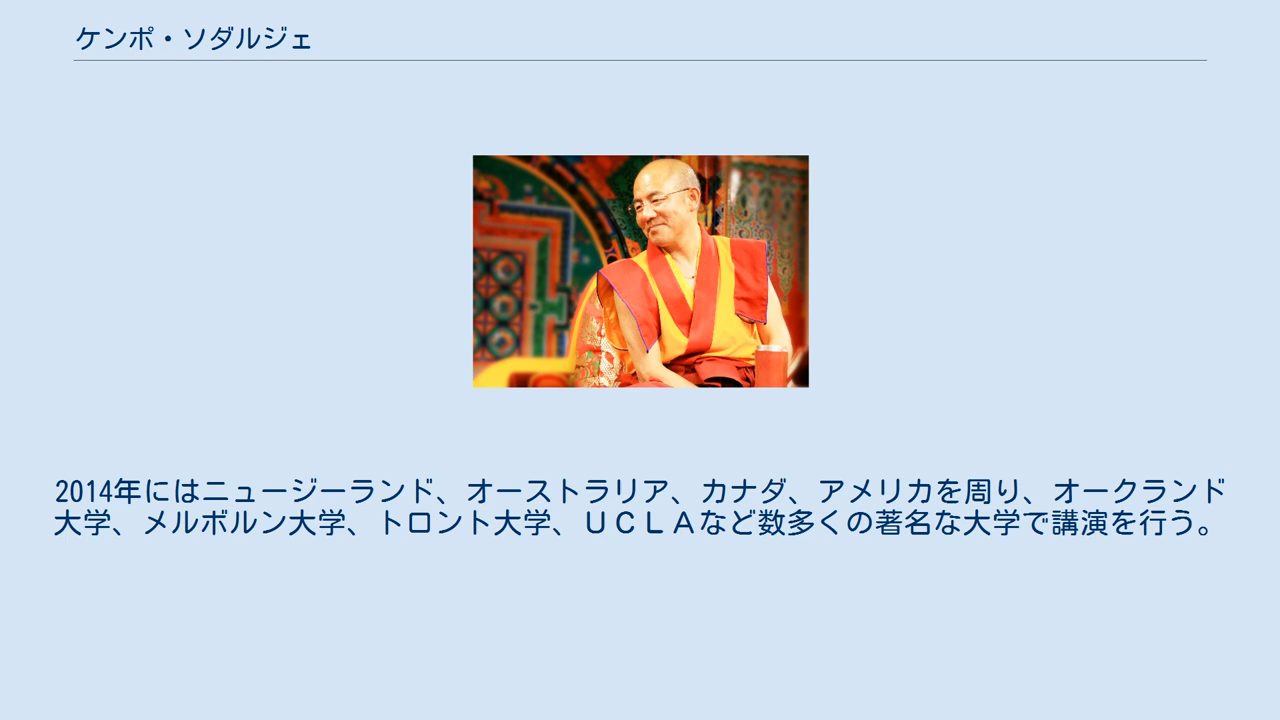 ケンポ・ソダルジェ
2014年にはニュージーランド、オーストラリア、カナダ、アメリカを周り、オークランド
大学、メルボルン大学、トロント大学、ＵＣＬＡなど数多くの著名な大学で講演を行う。